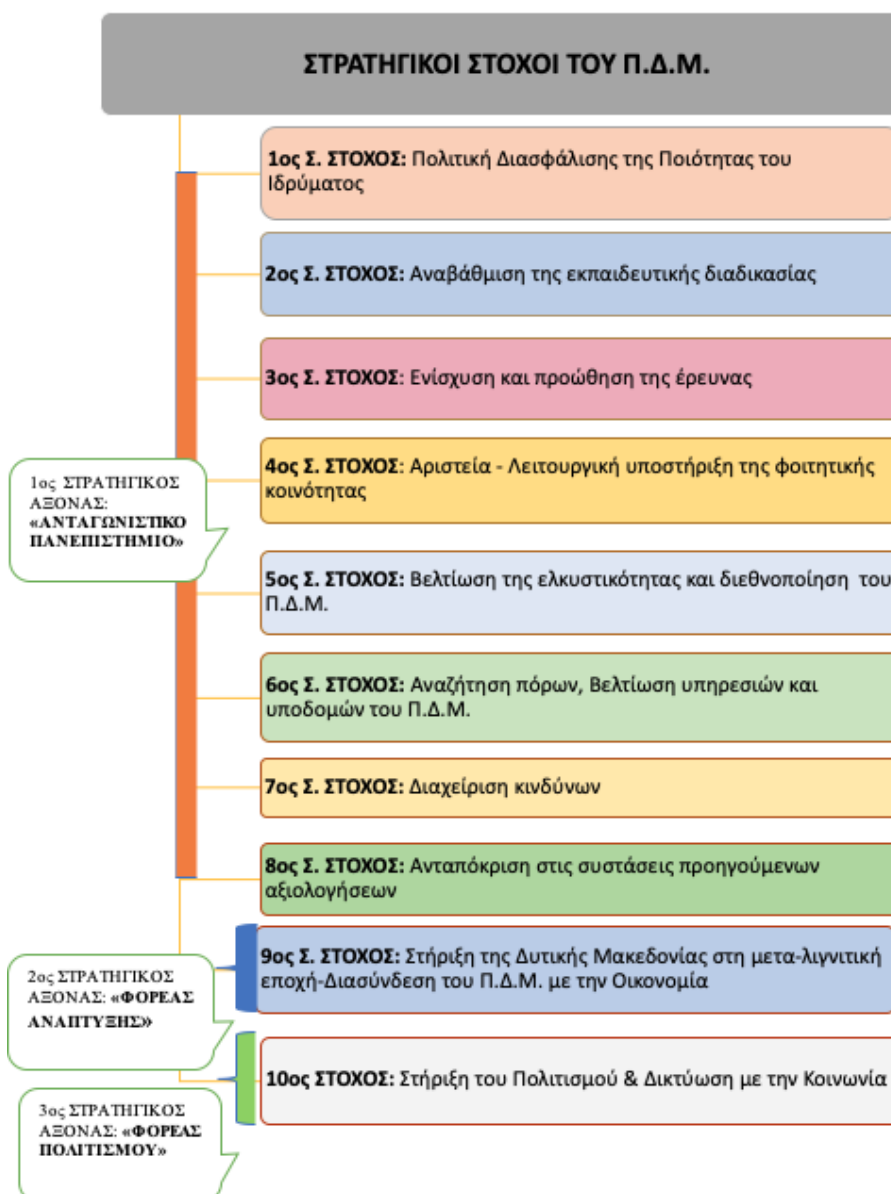 ΣΤΡΑΤΗΓΙΚΟΙ ΣΤΟΧΟΙ ΤΟΥ Π.Δ.Μ.
1ος Σ. ΣΤΟΧΟΣ: Πολιτική Διασφάλισης της Ποιότητας του
Ιδρύματος
2ος Σ. ΣΤΟΧΟΣ: Αναβάθμιση της εκπαιδευτικής διαδικασίας
3ος Σ. ΣΤΟΧΟΣ: Ενίσχυση και προώθηση της έρευνας
4ος Σ. ΣΤΟΧΟΣ: Αριστεία - Λειτουργική υποστήριξη της φοιτητικής
κοινότητας
1ος ΣΤΡΑΤΗΓΙΚΟΣ
ΑΞΟΝΑΣ:
«ΑΝΤΑΓΩΝΙΣΤΙΚΟ
ΠΑΝΕΠΙΣΤΗΜΙΟ»
5ος Σ. ΣΤΟΧΟΣ: Βελτίωση της ελκυστικότητας και διεθνοποίηση του
Π.Δ.Μ.
6ος Σ. ΣΤΟΧΟΣ: Αναζήτηση πόρων, Βελτίωση υπηρεσιών και
υποδομών του Π.Δ.Μ.
7ος Σ. ΣΤΟΧΟΣ: Διαχείριση κινδύνων
8ος Σ. ΣΤΟΧΟΣ: Ανταπόκριση στις συστάσεις προηγούμενων
αξιολογήσεων
9ος Σ. ΣΤΟΧΟΣ: Στήριξη της Δυτικής Μακεδονίας στη μετα-λιγνιτική
εποχή-Διασύνδεση του Π.Δ.Μ. με την Οικονομία
2ος ΣΤΡΑΤΗΓΙΚΟΣ
ΑΞΟΝΑΣ: «ΦΟΡΕΑΣ
ΑΝΑΠΤΥΞΗΣ»
10ος ΣΤΟΧΟΣ: Στήριξη του Πολιτισμού & Δικτύωση με την Κοινωνία
3ος ΣΤΡΑΤΗΓΙΚΟΣ
ΑΞΟΝΑΣ: «ΦΟΡΕΑΣ
ΠΟΛΙΤΙΣΜΟΥ»